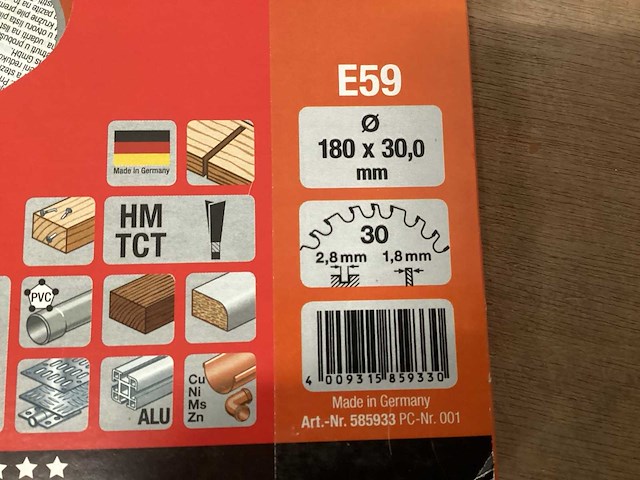 E59
Ø
180 x 30,0
mm
Made in Germany
HM
TCT
30
2,8 mm 1,8 mm
PVC
ALU
Cu
Ni
Ms
Zn
4 009315 859330
Made in Germany
Art.-Nr. 585933 PC-Nr. 001